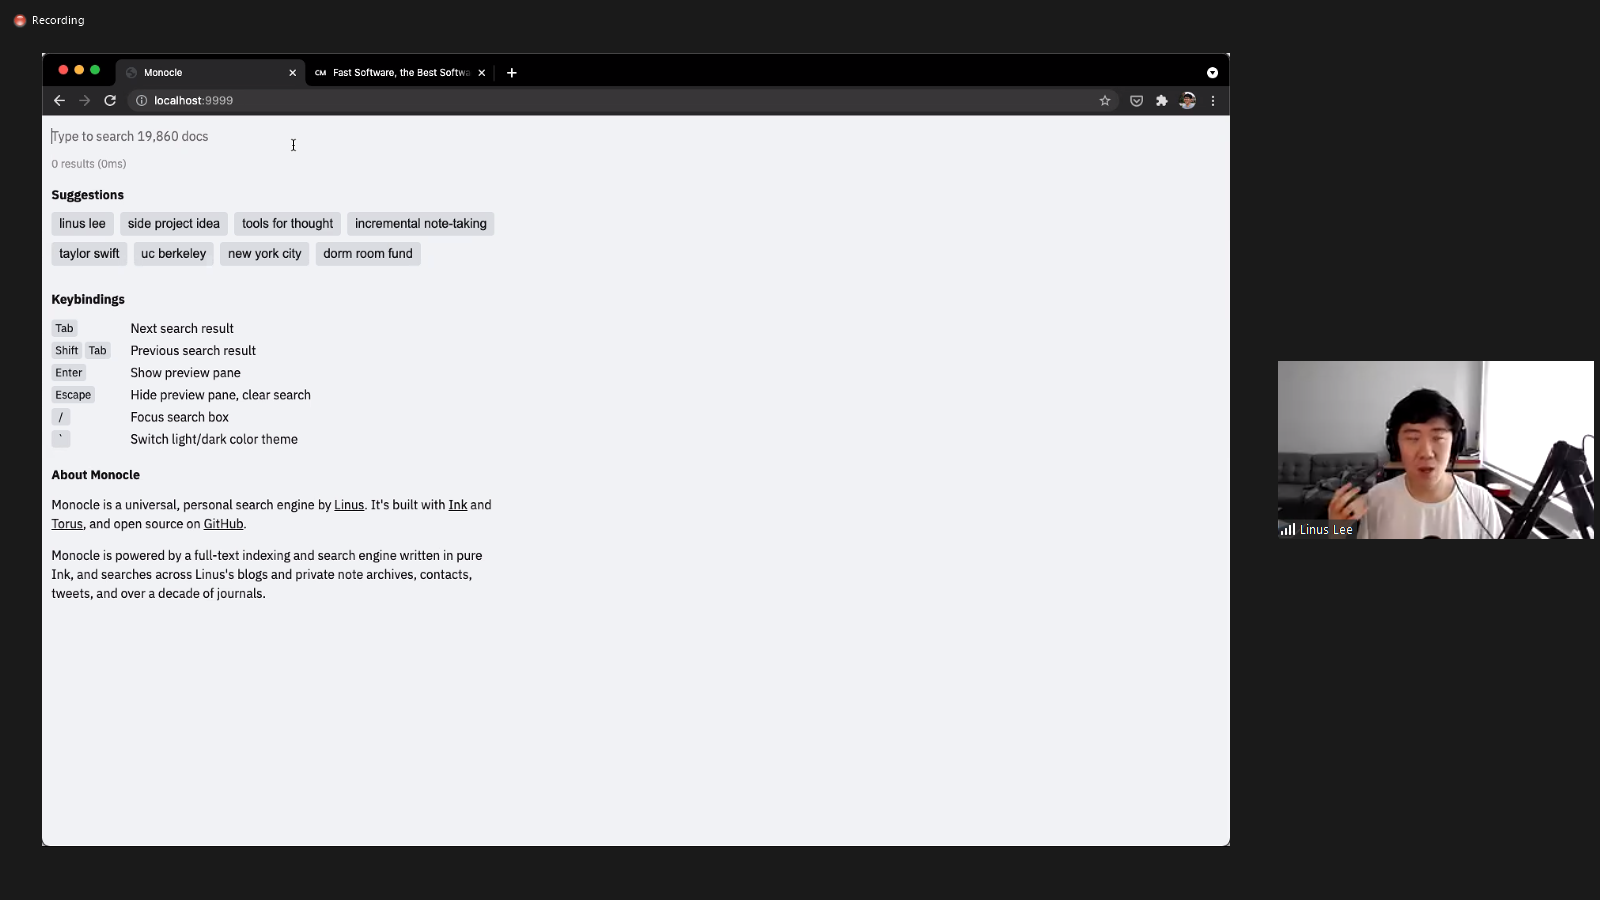 Recording
Monocle
CM Fast Software, the Best Softwa
localhost:9999
Type to search 19,860 docs
0 results (0ms)
Suggestions
linus lee side project idea tools for thought incremental note-taking
taylor swift uc berkeley new york city dorm room fund
Keybindings
Tab Next search result
Shift Tab Previous search result
Enter Show preview pane
Escape Hide preview pane, clear search
/ Focus search box
` Switch light/dark color theme
About Monocle
Monocle is a universal, personal search engine by Linus. It's built with Ink and
Torus, and open source on GitHub.
Monocle is powered by a full-text indexing and search engine written in pure
Ink, and searches across Linus's blogs and private note archives, contacts,
tweets, and over a decade of journals.
Linus Lee